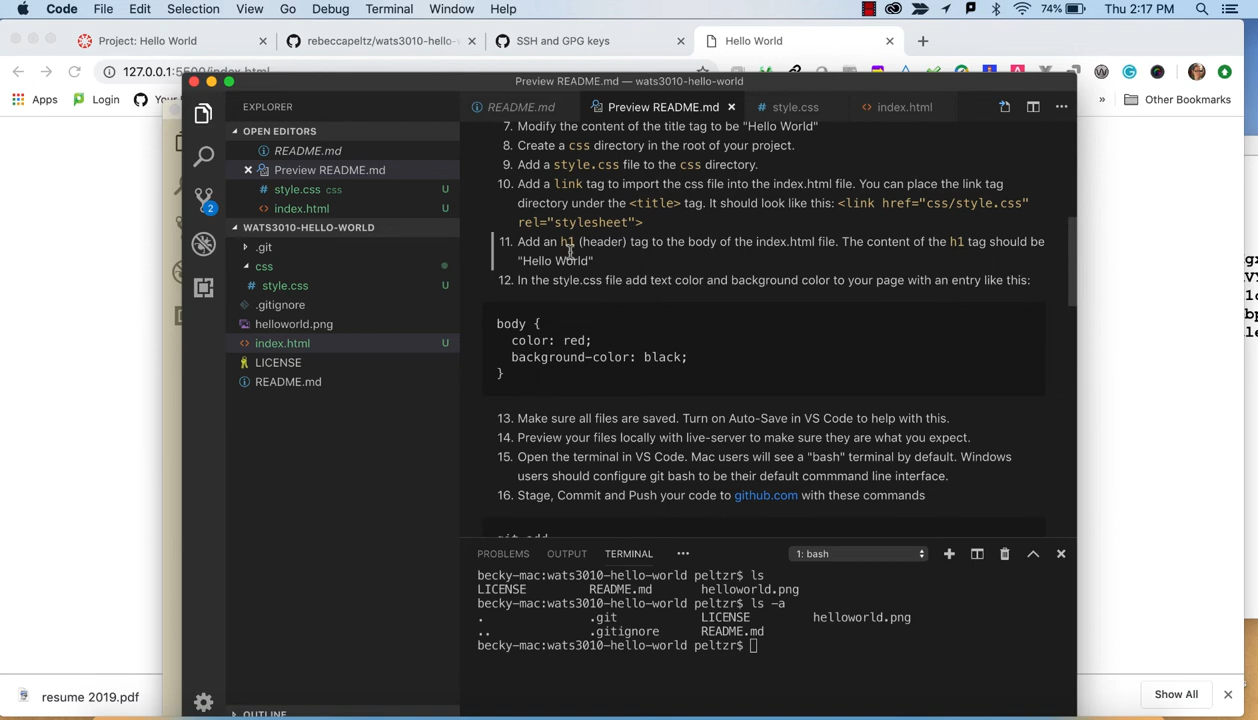 Code File Edit Selection View Go Debug Terminal Window Help 74% Thu 2:17 PM
Project: Hello World rebeccapeltz/wats3010-hello-w SSH and GPG keys Hello World
127.0.0.1:5500/index.html
Apps Login You Other Bookmarks
Preview README.md — wats3010-hello-world
EXPLORER
README.md Preview README.md style.css index.html
OPEN EDITORS
README.md
Preview README.md
style.css css U
index.html U
WATS3010-HELLO-WORLD
.git
css
style.css U
.gitignore
helloworld.png
index.html U
LICENSE
README.md
OUTLINE
2
7. Modify the content of the title tag to be "Hello World"
8. Create a css directory in the root of your project.
9. Add a style.css file to the css directory.
10. Add a link tag to import the css file into the index.html file. You can place the link tag
directory under the <title> tag. It should look like this: <link href="css/style.css"
rel="stylesheet">
11. Add an h1 (header) tag to the body of the index.html file. The content of the h1 tag should be
"Hello World"
12. In the style.css file add text color and background color to your page with an entry like this:
body {
color: red;
background-color: black;
}
13. Make sure all files are saved. Turn on Auto-Save in VS Code to help with this.
14. Preview your files locally with live-server to make sure they are what you expect.
15. Open the terminal in VS Code. Mac users will see a "bash" terminal by default. Windows
users should configure git bash to be their default commmand line interface.
16. Stage, Commit and Push your code to github.com with these commands
git add
PROBLEMS OUTPUT TERMINAL 1: bash
becky-mac:wats3010-hello-world peltzr$ ls
LICENSE README.md helloworld.png
becky-mac:wats3010-hello-world peltzr$ ls -a
. .git LICENSE helloworld.png
.. .gitignore README.md
becky-mac:wats3010-hello-world peltzr$
resume 2019.pdf Show All